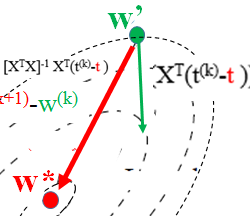 w’
[XᵀX]⁻¹ Xᵀ(t⁽ᵏ⁾-t )
Xᵀ(t⁽ᵏ⁾-t )
+1)-w(k)
w*